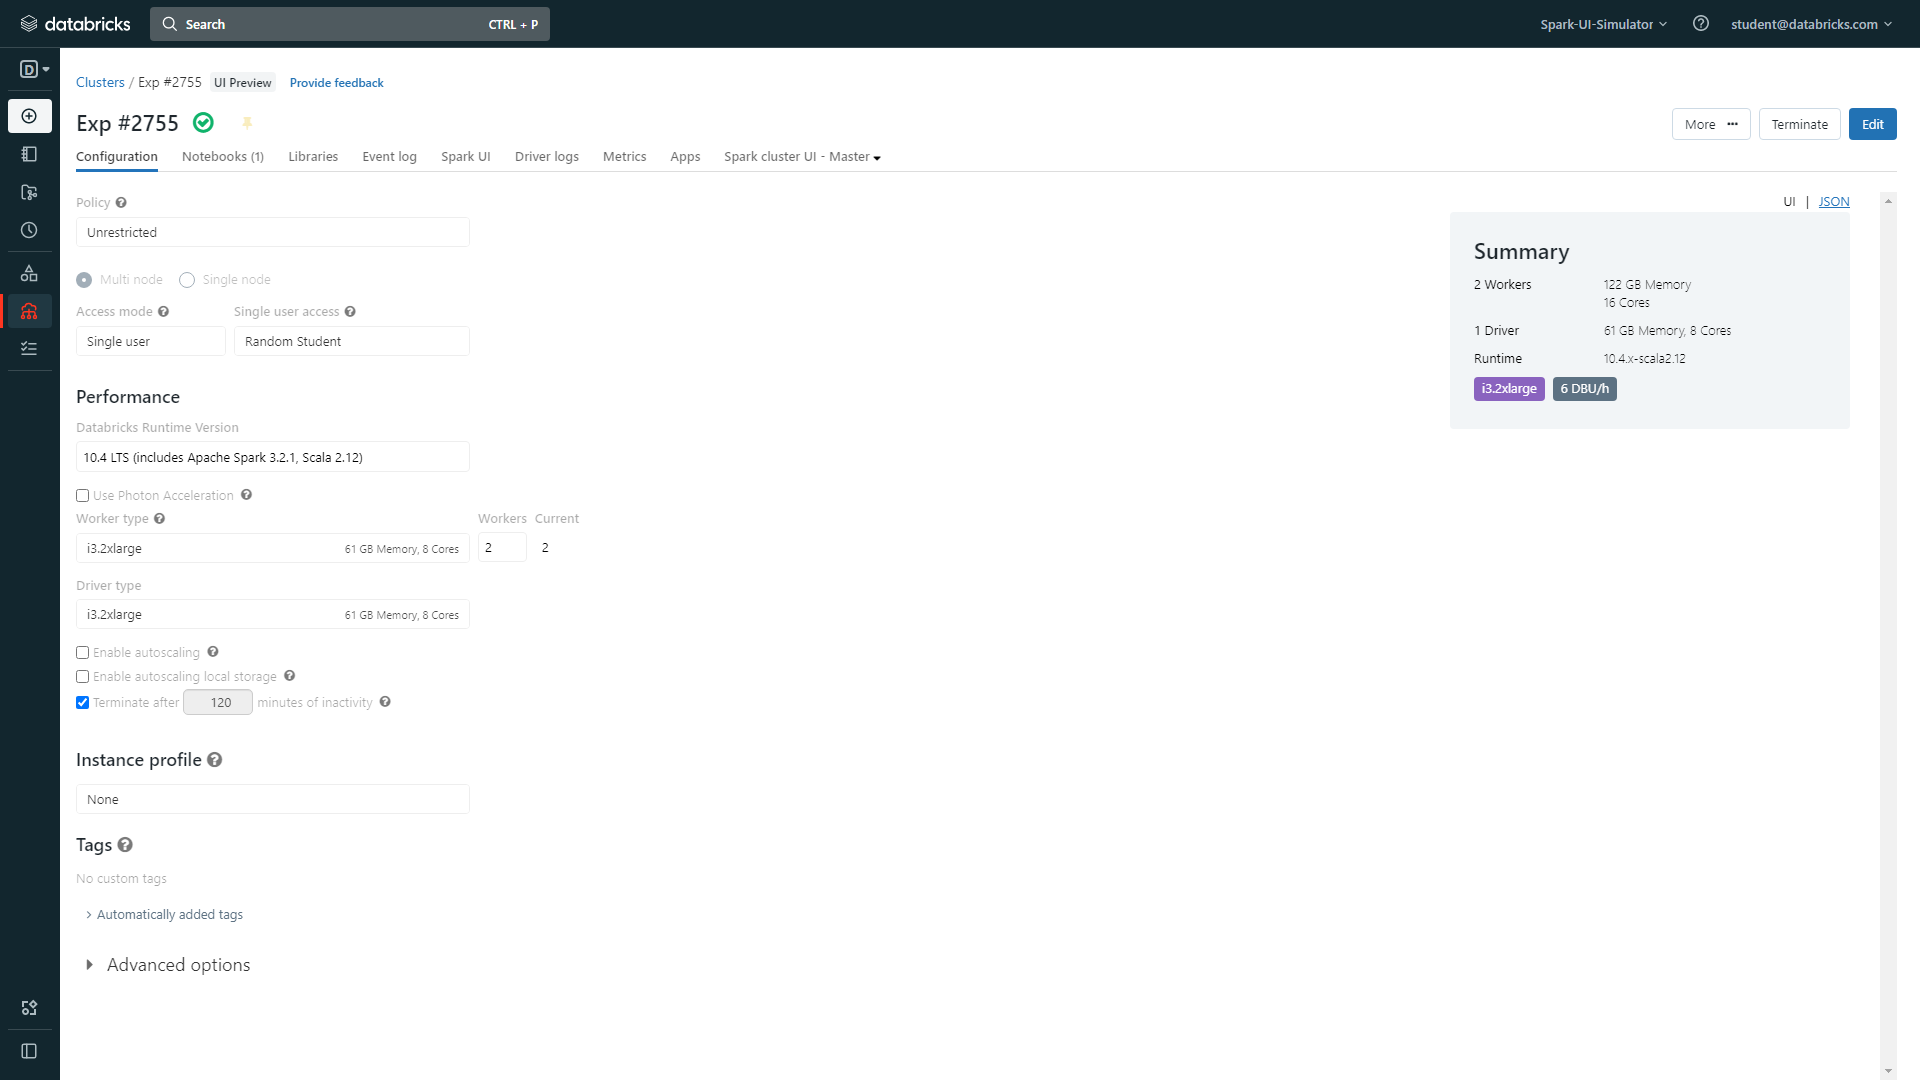 databricks
Search CTRL + P
Spark-UI-Simulator
student@databricks.com
D
Clusters / Exp #2755 UI Preview Provide feedback
Exp #2755
More ••• Terminate Edit
Configuration Notebooks (1) Libraries Event log Spark UI Driver logs Metrics Apps Spark cluster UI - Master
UI | JSON
Policy
Unrestricted
Multi node Single node
Access mode Single user access
Single user Random Student
Performance
Databricks Runtime Version
10.4 LTS (includes Apache Spark 3.2.1, Scala 2.12)
Use Photon Acceleration
Worker type Workers Current
i3.2xlarge 61 GB Memory, 8 Cores 2 2
Driver type
i3.2xlarge 61 GB Memory, 8 Cores
Enable autoscaling
Enable autoscaling local storage
Terminate after 120 minutes of inactivity
Instance profile
None
Tags
No custom tags
Automatically added tags
Advanced options
Summary
2 Workers 122 GB Memory
16 Cores
1 Driver 61 GB Memory, 8 Cores
Runtime 10.4.x-scala2.12
i3.2xlarge 6 DBU/h